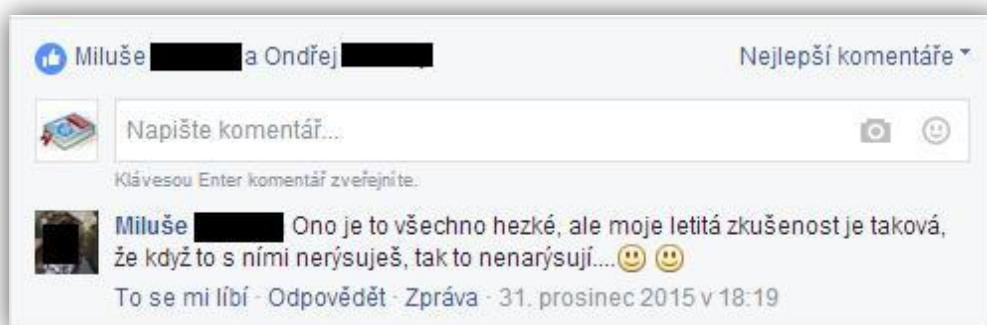 Miluše a Ondřej
Nejlepší komentáře
Napište komentář...
Klávesou Enter komentář zveřejníte.
Miluše Ono je to všechno hezké, ale moje letitá zkušenost je taková,
že když to s nimi nerýsuješ, tak to nenarýsují....
To se mi líbí · Odpovědět · Zpráva · 31. prosinec 2015 v 18:19